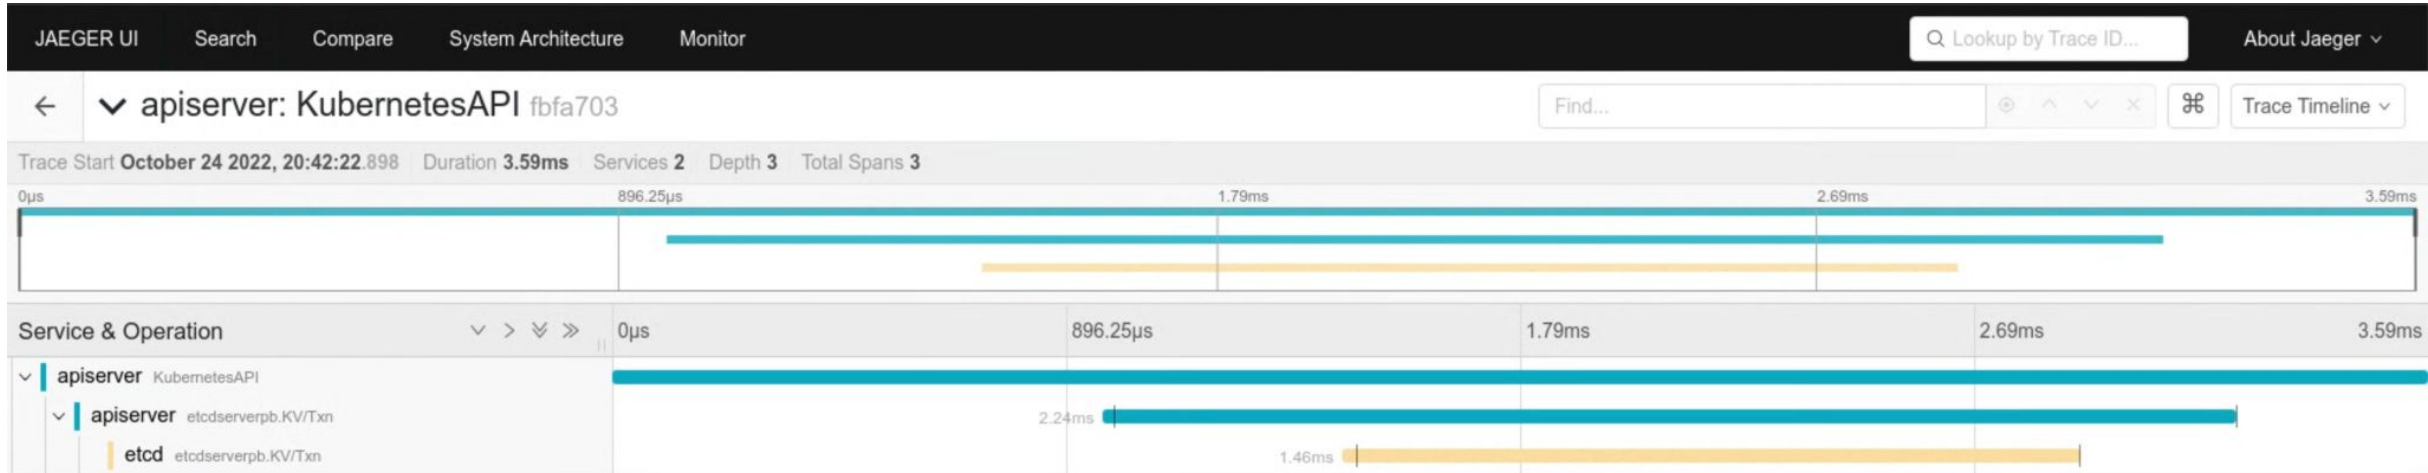 JAEGER UI Search Compare System Architecture Monitor Lookup by Trace ID... About Jaeger
apiserver: KubernetesAPI fbfa703 Find... Trace Timeline
Trace Start October 24 2022, 20:42:22.898 Duration 3.59ms Services 2 Depth 3 Total Spans 3
0μs 896.25μs 1.79ms 2.69ms 3.59ms
Service & Operation 0μs 896.25μs 1.79ms 2.69ms 3.59ms
apiserver KubernetesAPI
apiserver etcdserverpb.KV/Txn 2.24ms
etcd etcdserverpb.KV/Txn 1.46ms